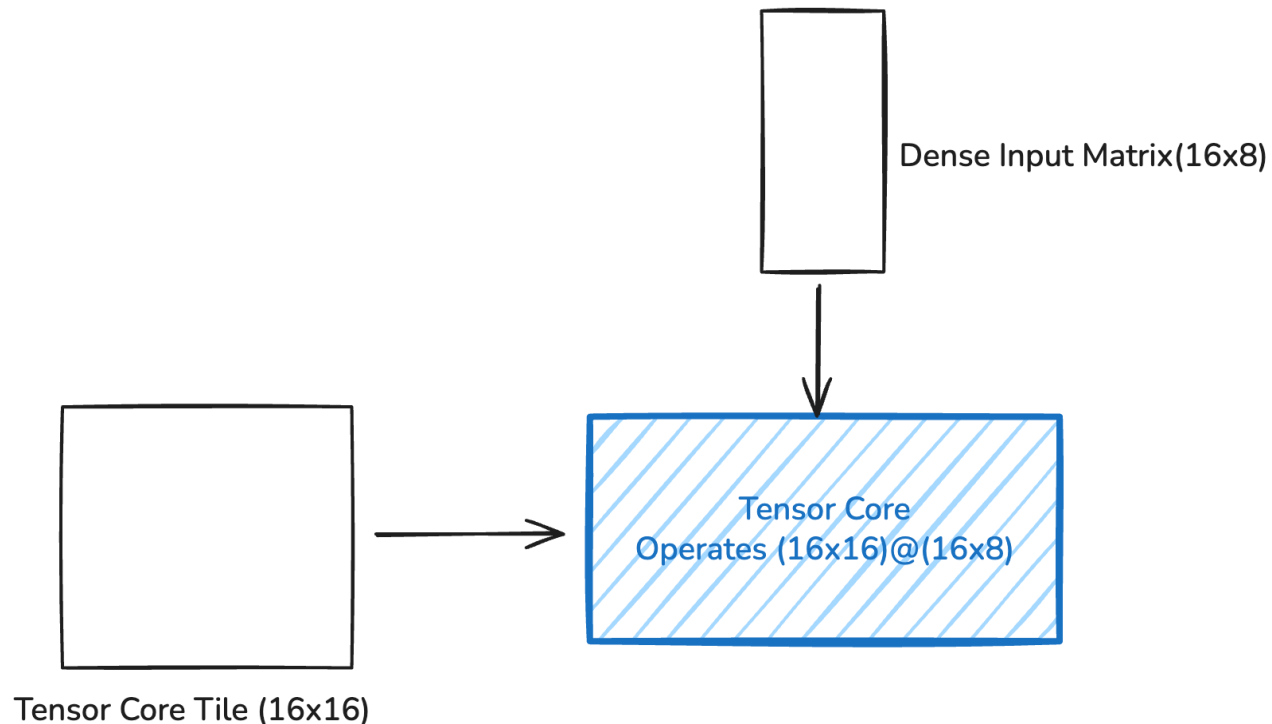 Dense Input Matrix(16x8)
Tensor Core
Operates (16x16)@(16x8)
Tensor Core Tile (16x16)